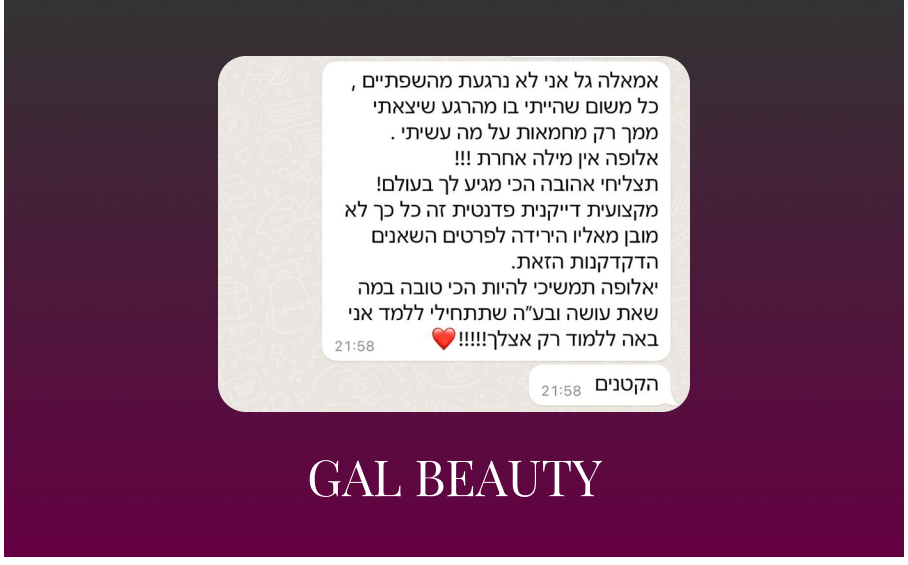 אמאלה גל אני לא נרגעת מהשפתיים ,
כל משום שהייתי בו מהרגע שיצאתי
ממך רק מחמאות על מה עשיתי .
אלופה אין מילה אחרת !!!
תצליחי אהובה הכי מגיע לך בעולם!
מקצועית דייקנית פדנטית זה כל כך לא
מובן מאליו הירידה לפרטים השאנים
הדקדקנות הזאת.
יאלופה תמשיכי להיות הכי טובה במה
שאת עושה ובע״ה שתתחילי ללמד אני
באה ללמוד רק אצלך!!!!!❤️
21:58
הקטנים
21:58
GAL BEAUTY